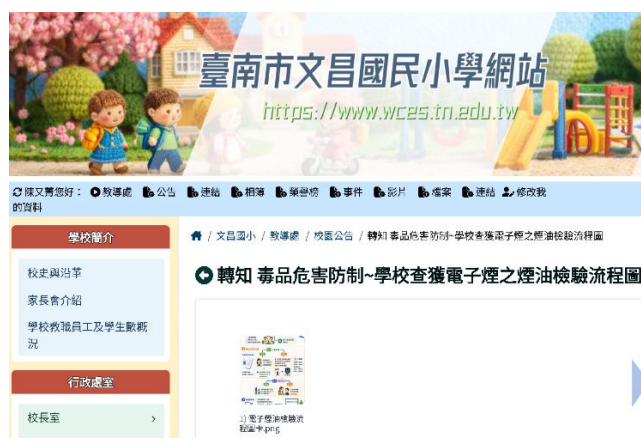 臺南市文昌國民小學網站
https://www.wces.tn.edu.tw
陳又菁您好： 教導處 公告 連結 相簿 榮譽榜 事件 影片 檔案 連結 修改我
的資料
學校簡介
/ 文昌國小 / 教導處 / 校園公告 / 轉知 毒品危害防制~學校查獲電子煙之煙油檢驗流程圖
校史與沿革
轉知 毒品危害防制~學校查獲電子煙之煙油檢驗流程圖
家長會介紹
學校教職員工及學生數概
況
行政處室
校長室
1) 電子煙油檢驗流
程圖卡.png